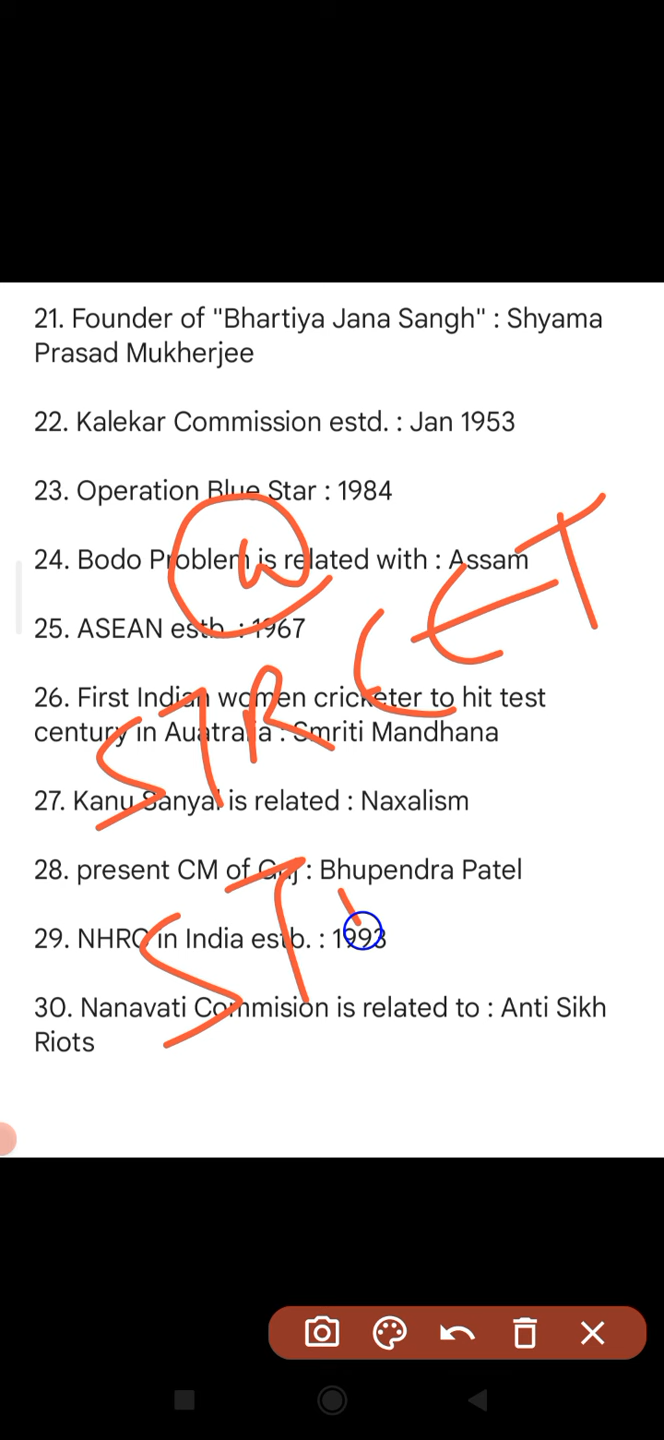 21. Founder of "Bhartiya Jana Sangh" : Shyama
Prasad Mukherjee
22. Kalekar Commission estd. : Jan 1953
23. Operation Blue Star : 1984
24. Bodo Problem is related with : Assam
25. ASEAN estb. : 1967
26. First Indian women cricketer to hit test
century in Auatralia : Smriti Mandhana
27. Kanu Sanyal is related : Naxalism
28. present CM of Guj : Bhupendra Patel
29. NHRC in India estb. : 1993
30. Nanavati Commision is related to : Anti Sikh
Riots
STRCET
ST